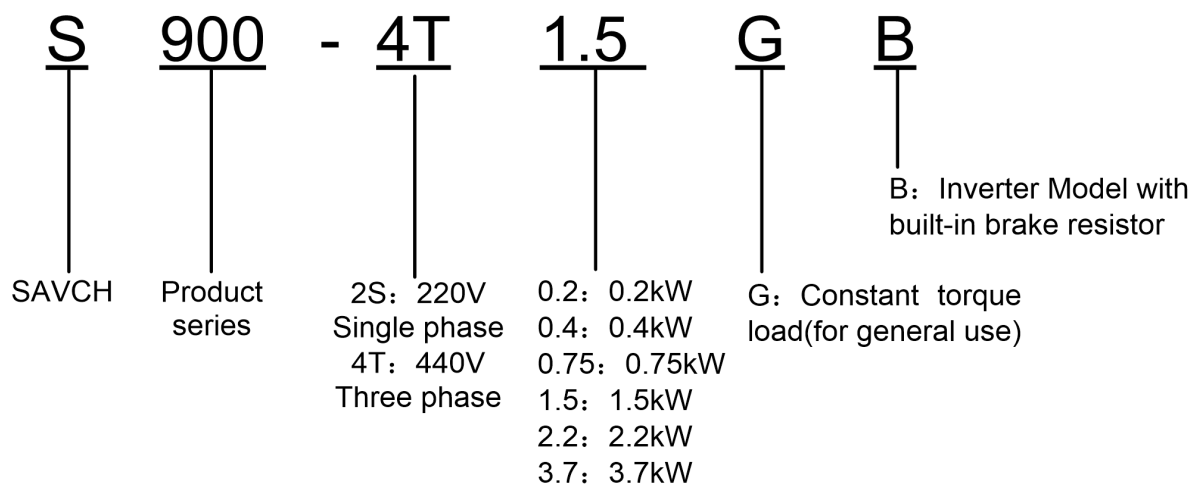 S 900 - 4T 1.5 G B
B：Inverter Model with
built-in brake resistor
SAVCH
Product
series
2S：220V
Single phase
4T：440V
Three phase
0.2：0.2kW
0.4：0.4kW
0.75：0.75kW
1.5：1.5kW
2.2：2.2kW
3.7：3.7kW
G：Constant torque
load(for general use)